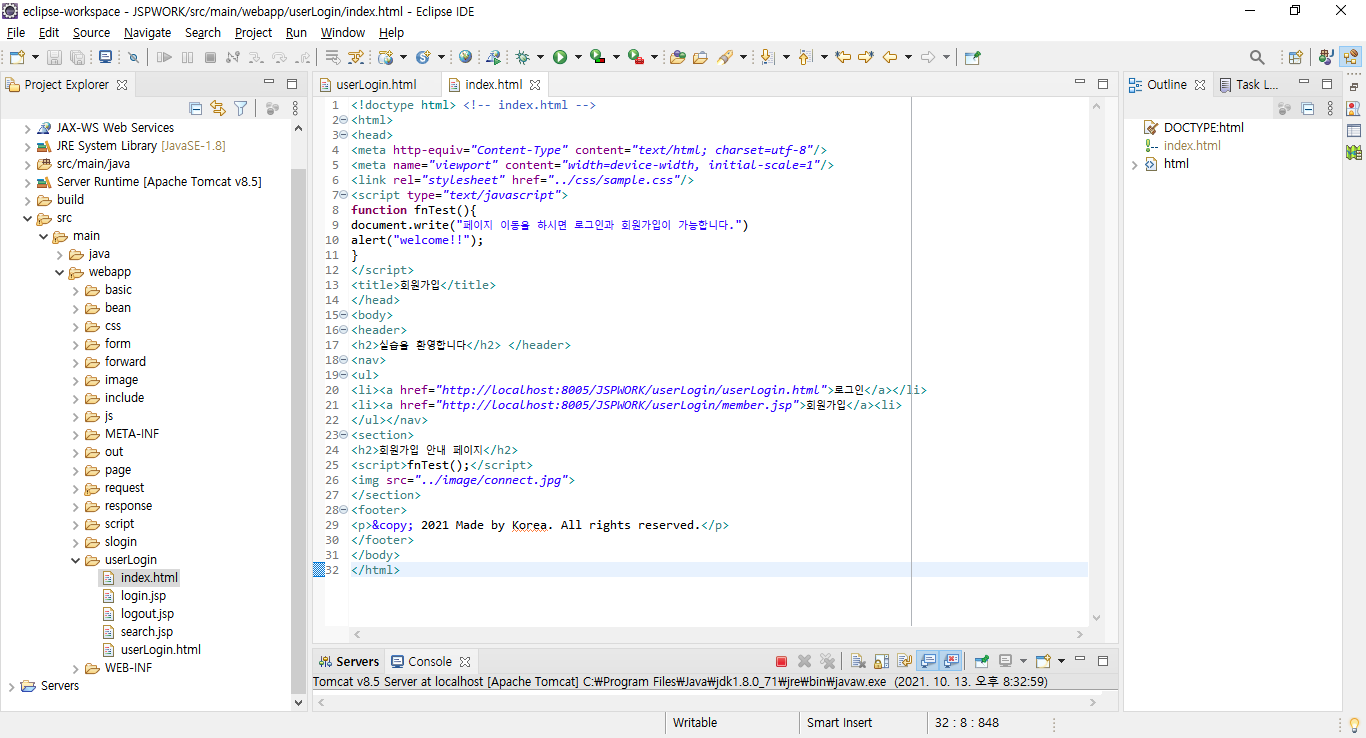 eclipse-workspace - JSPWORK/src/main/webapp/userLogin/index.html - Eclipse IDE
File Edit Source Navigate Search Project Run Window Help
Project Explorer
JAX-WS Web Services
JRE System Library [JavaSE-1.8]
src/main/java
Server Runtime [Apache Tomcat v8.5]
build
src
main
java
webapp
basic
bean
css
form
forward
image
include
js
META-INF
out
page
request
response
script
slogin
userLogin
index.html
login.jsp
logout.jsp
search.jsp
userLogin.html
WEB-INF
Servers
userLogin.html index.html
1 <!doctype html> <!-- index.html -->
2 <html>
3 <head>
4 <meta http-equiv="Content-Type" content="text/html; charset=utf-8"/>
5 <meta name="viewport" content="width=device-width, initial-scale=1"/>
6 <link rel="stylesheet" href="../css/sample.css"/>
7 <script type="text/javascript">
8 function fnTest(){
9 document.write("페이지 이동을 하시면 로그인과 회원가입이 가능합니다.")
10 alert("welcome!!");
11 }
12 </script>
13 <title>회원가입</title>
14 </head>
15 <body>
16 <header>
17 <h2>실습을 환영합니다</h2> </header>
18 <nav>
19 <ul>
20 <li><a href="http://localhost:8005/JSPWORK/userLogin/userLogin.html">로그인</a></li>
21 <li><a href="http://localhost:8005/JSPWORK/userLogin/member.jsp">회원가입</a><li>
22 </ul></nav>
23 <section>
24 <h2>회원가입 안내 페이지</h2>
25 <script>fnTest();</script>
26 <img src="../image/connect.jpg">
27 </section>
28 <footer>
29 <p>&copy; 2021 Made by Korea. All rights reserved.</p>
30 </footer>
31 </body>
32 </html>
Outline Task L...
DOCTYPE:html
index.html
html
Servers Console
Tomcat v8.5 Server at localhost [Apache Tomcat] C:₩Program Files₩Java₩jdk1.8.0_71₩jre₩bin₩javaw.exe (2021. 10. 13. 오후 8:32:59)
Writable Smart Insert 32 : 8 : 848